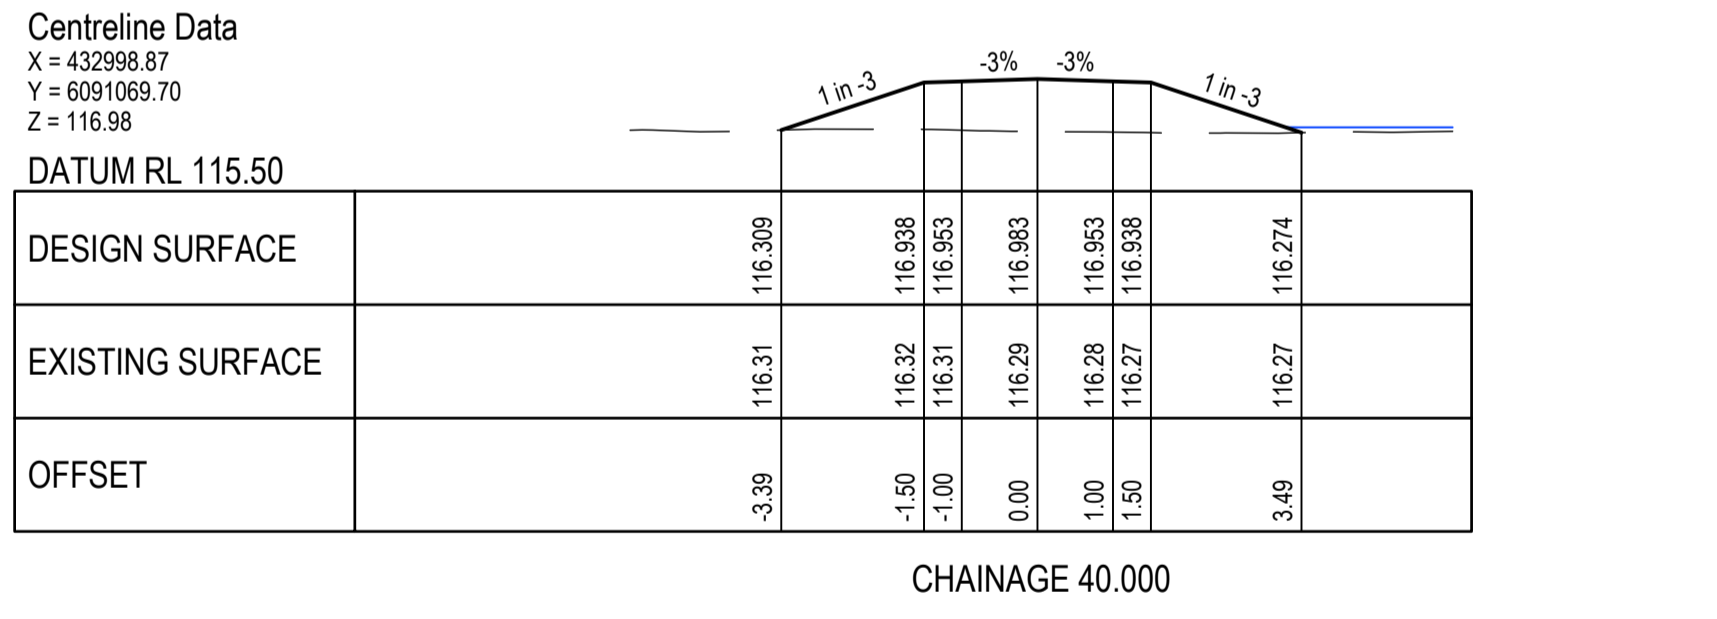 Centreline Data
X = 432998.87
Y = 6091069.70
Z = 116.98
DATUM RL 115.50
1 in -3
-3%
-3%
1 in -3
DESIGN SURFACE
116.309
116.938
116.953
116.983
116.953
116.938
116.274
EXISTING SURFACE
116.31
116.32
116.31
116.29
116.28
116.27
116.27
OFFSET
-3.39
-1.50
-1.00
0.00
1.00
1.50
3.49
CHAINAGE 40.000